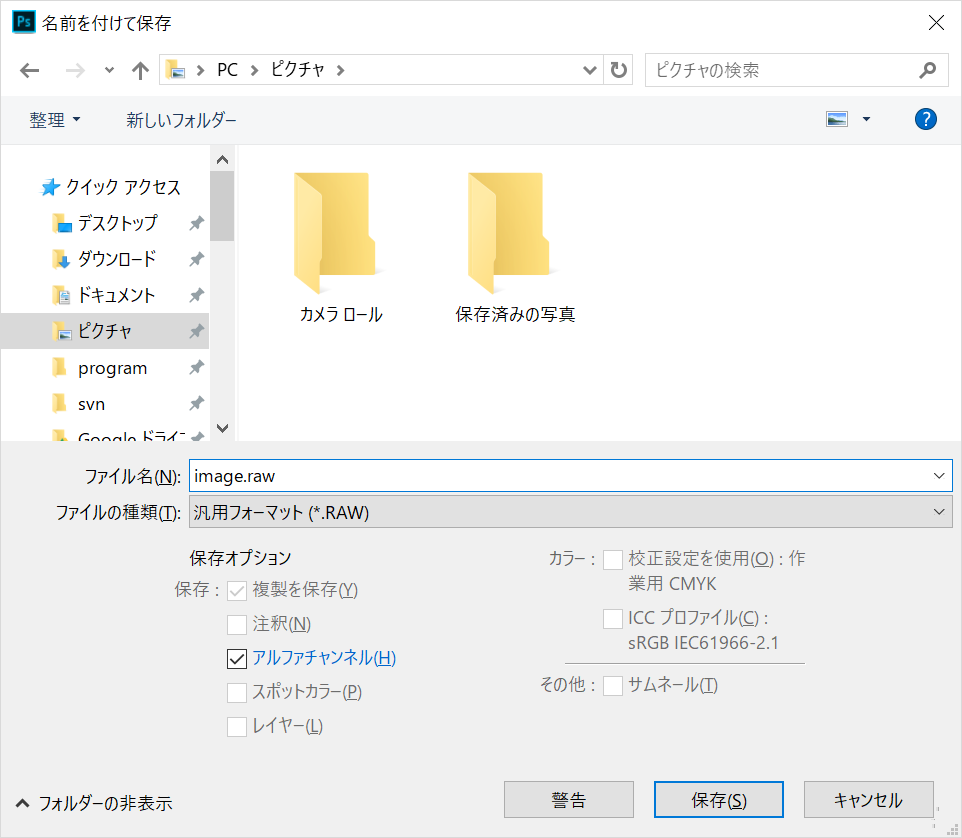 Ps 名前を付けて保存
PC ピクチャ
ピクチャの検索
整理
新しいフォルダー
?
クイック アクセス
デスクトップ
ダウンロード
ドキュメント
ピクチャ
program
svn
Google ドライブ
カメラ ロール
保存済みの写真
ファイル名(N):
image.raw
ファイルの種類(T):
汎用フォーマット (*.RAW)
保存オプション
保存 :
複製を保存(Y)
注釈(N)
アルファチャンネル(H)
スポットカラー(P)
レイヤー(L)
カラー :
校正設定を使用(O) : 作
業用 CMYK
ICC プロファイル(C) :
sRGB IEC61966-2.1
その他 :
サムネール(T)
フォルダーの非表示
警告
保存(S)
キャンセル